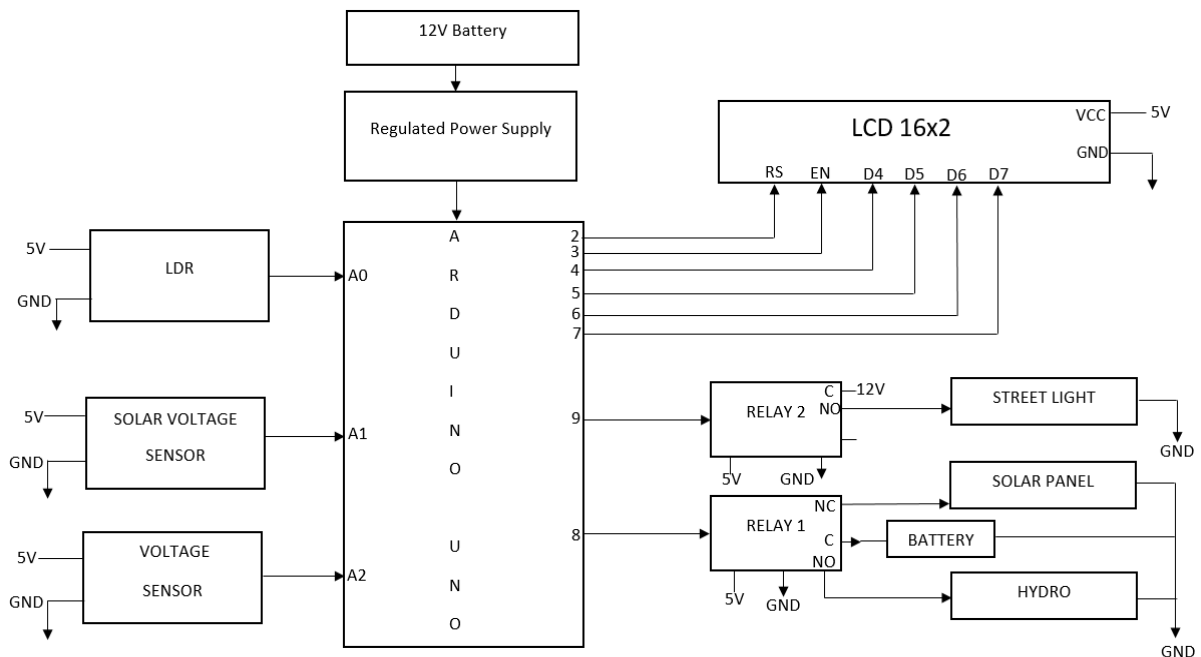 12V Battery
Regulated Power Supply
LCD 16x2
VCC
5V
GND
RS EN D4 D5 D6 D7
5V
LDR
GND
A0
A
R
D
U
I
N
O
U
N
O
2
3
4
5
6
7
5V
SOLAR VOLTAGE
SENSOR
GND
A1
9
RELAY 2
C
12V
NO
5V
GND
STREET LIGHT
GND
5V
VOLTAGE
SENSOR
GND
A2
8
RELAY 1
NC
C
NO
5V
GND
SOLAR PANEL
BATTERY
HYDRO
GND